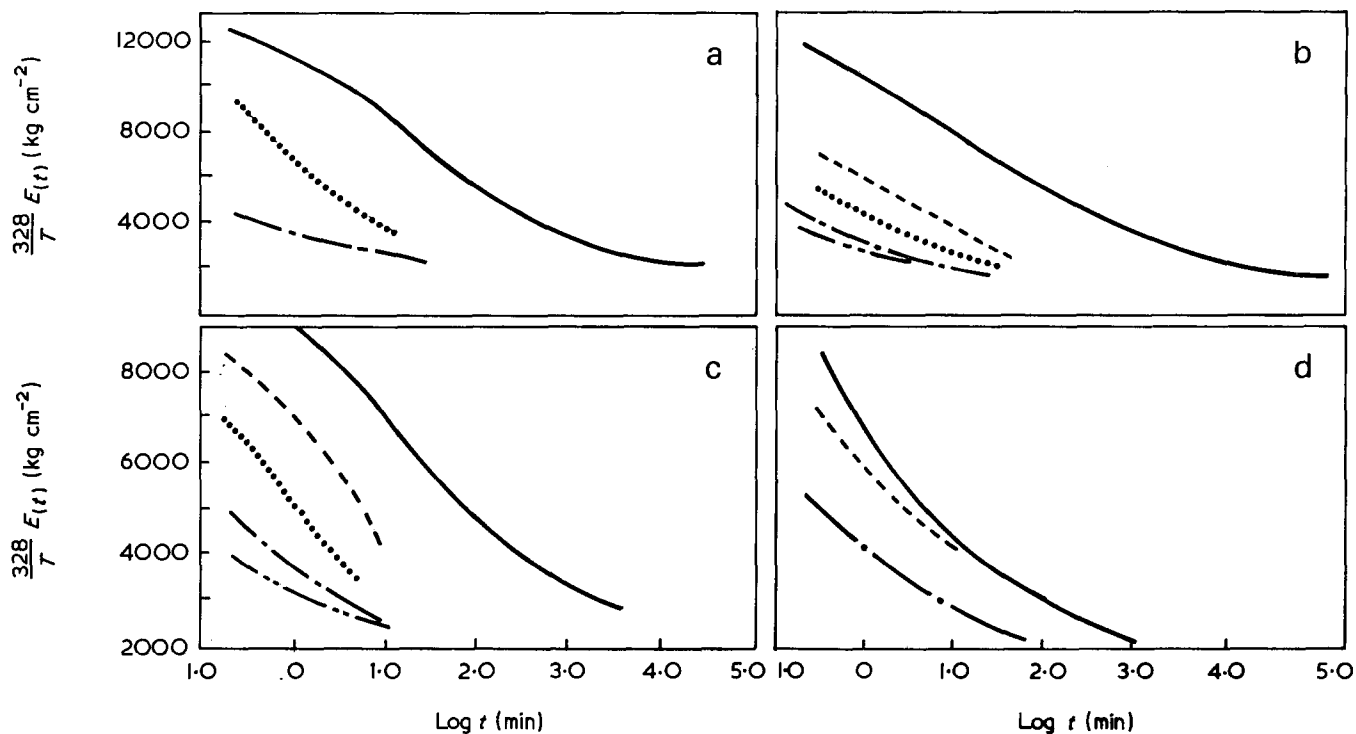 12000
8000
4000
328/T E(t) (kg cm⁻²)
a
b
8000
6000
4000
2000
328/T E(t) (kg cm⁻²)
c
d
1·0 ·0 1·0 2·0 3·0 4·0 5·0
1·0 0 1·0 2·0 3·0 4·0 5·0
Log t (min)
Log t (min)